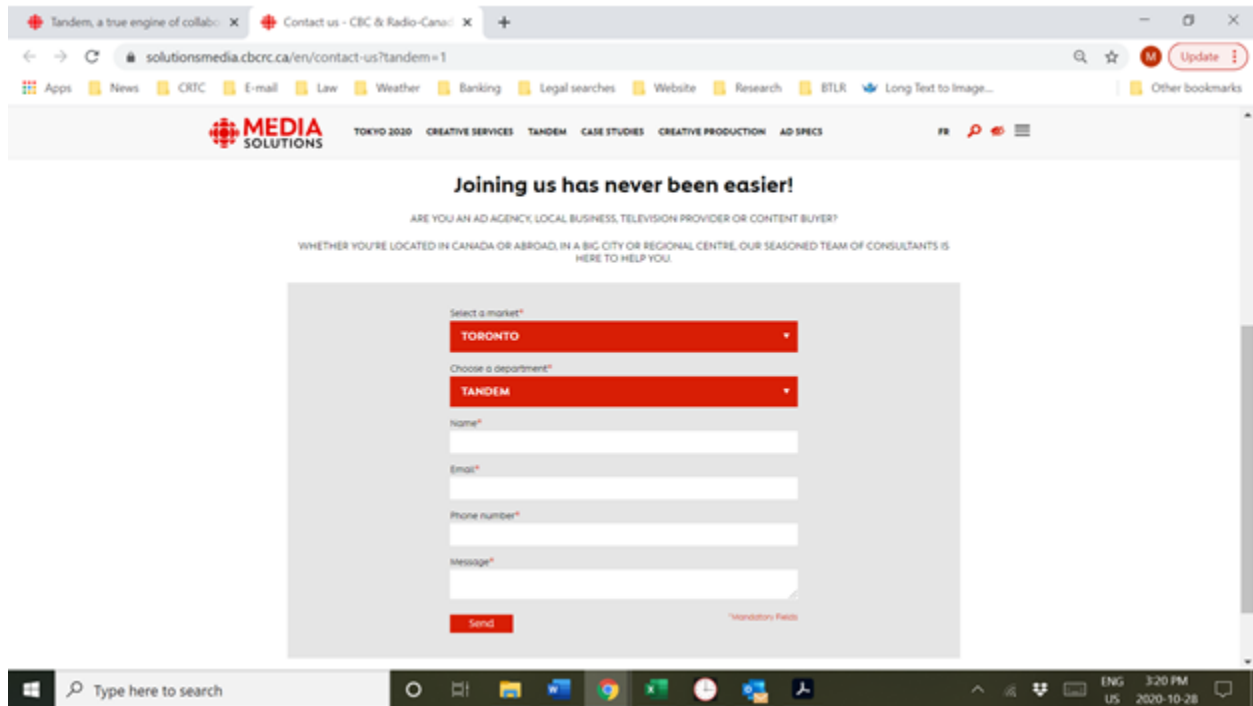 Tandem, a true engine of collabo
Contact us - CBC & Radio-Canad
solutionsmedia.cbcrc.ca/en/contact-us?tandem=1
M
Update
Apps News CRTC E-mail Law Weather Banking Legal searches Website Research BTLR Long Text to Image... Other bookmarks
MEDIA
SOLUTIONS
TOKYO 2020 CREATIVE SERVICES TANDEM CASE STUDIES CREATIVE PRODUCTION AD SPECS FR
Joining us has never been easier!
ARE YOU AN AD AGENCY, LOCAL BUSINESS, TELEVISION PROVIDER OR CONTENT BUYER?
WHETHER YOU'RE LOCATED IN CANADA OR ABROAD, IN A BIG CITY OR REGIONAL CENTRE, OUR SEASONED TEAM OF CONSULTANTS IS
HERE TO HELP YOU.
Select a market*
TORONTO
Choose a department*
TANDEM
Name*
Email*
Phone number*
Message*
Send
*Mandatory Fields
Type here to search
ENG
US
3:20 PM
2020-10-28